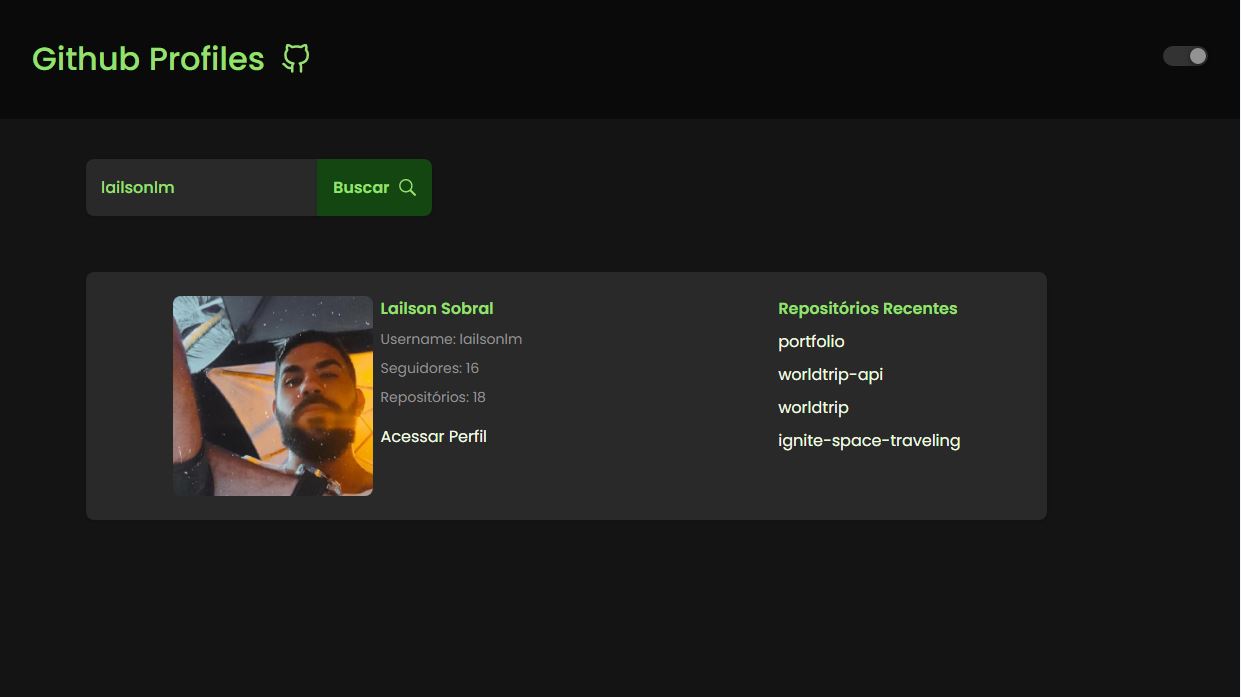 Github Profiles
lailsonlm
Buscar
Lailson Sobral
Username: lailsonlm
Seguidores: 16
Repositórios: 18
Acessar Perfil
Repositórios Recentes
portfolio
worldtrip-api
worldtrip
ignite-space-traveling